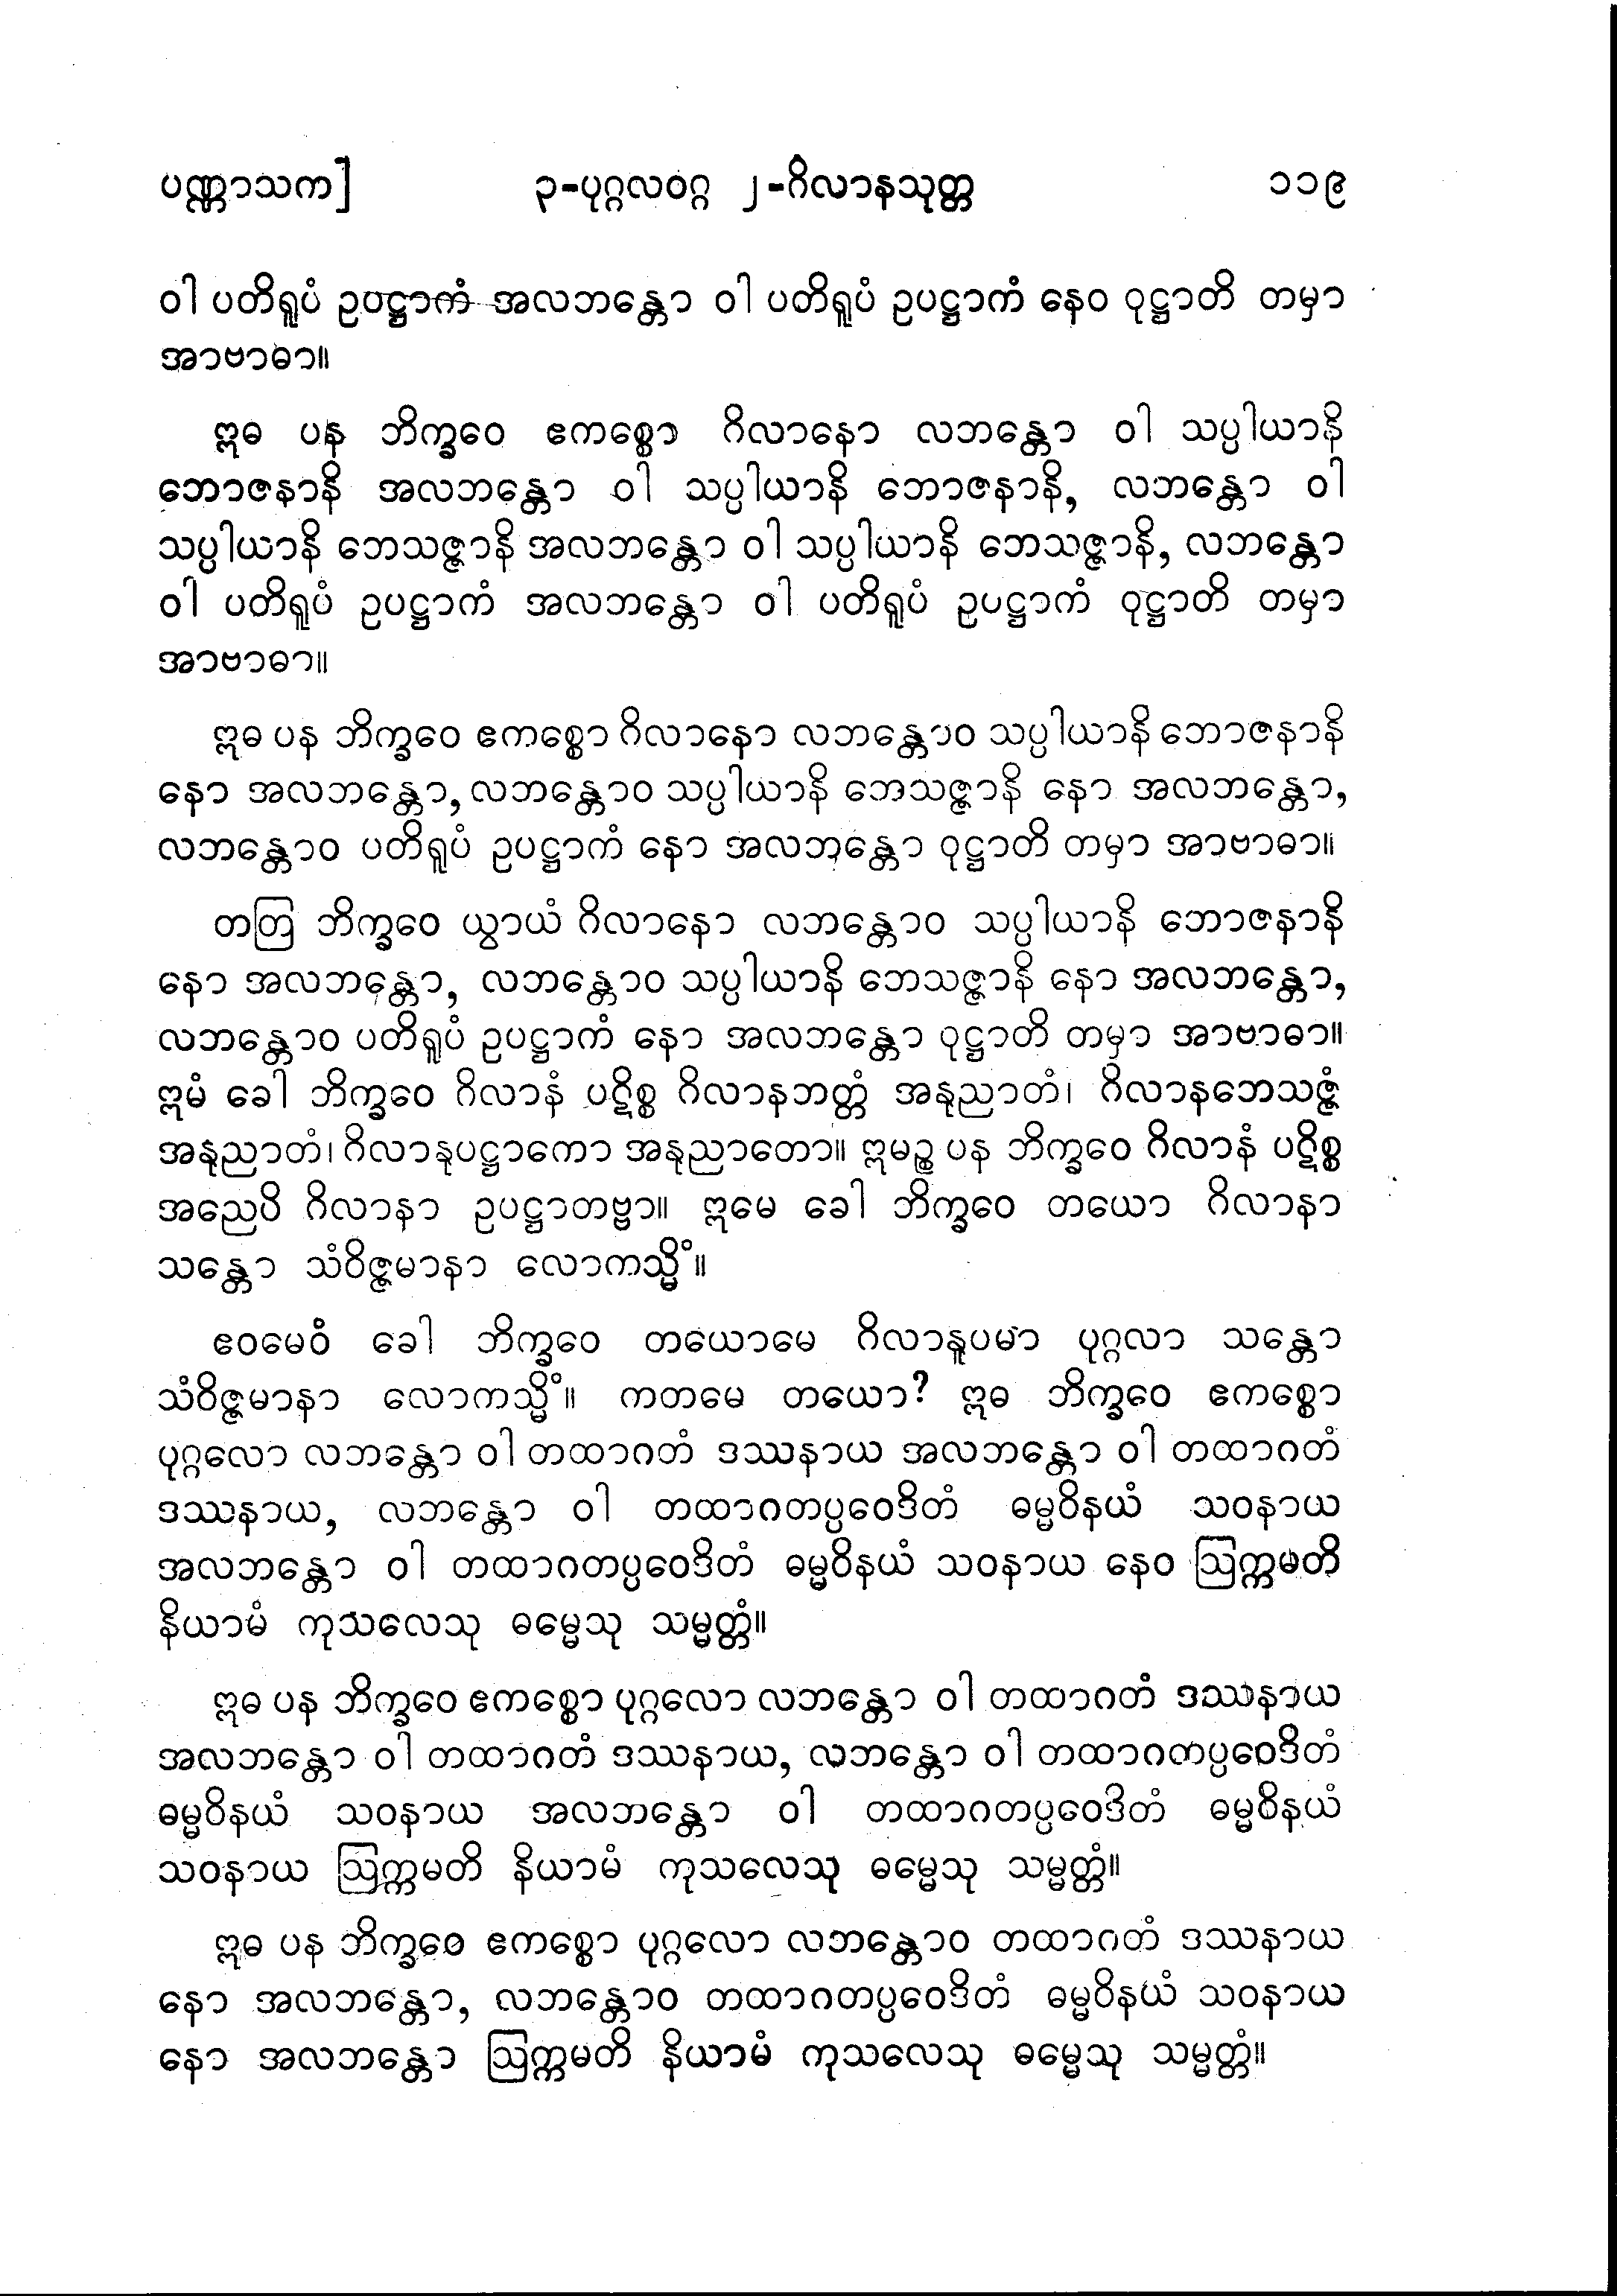 ပဏ္ဏာသက]	၃-ပုဂ္ဂလဝဂ္ဂ ၂-ဂိလာနသုတ္တ	၁၁၉
ဝါ ပတိရူပံ ဥပဋ္ဌာကံ အလဘန္တော ဝါ ပတိရူပံ ဥပဋ္ဌာကံ နေဝ ဝုဋ္ဌာတိ တမှာ
အာဗာဓာ။
ဣဓ ပန ဘိက္ခဝေ ဧကစ္စော ဂိလာနော လဘန္တော ဝါ သပ္ပါယာနိ
ဘောဇနာနိ အလဘန္တော ဝါ သပ္ပါယာနိ ဘောဇနာနိ, လဘန္တော ဝါ
သပ္ပါယာနိ ဘေသဇ္ဇာနိ အလဘန္တော ဝါ သပ္ပါယာနိ ဘေသဇ္ဇာနိ, လဘန္တော
ဝါ ပတိရူပံ ဥပဋ္ဌာကံ အလဘန္တော ဝါ ပတိရူပံ ဥပဋ္ဌာကံ ဝုဋ္ဌာတိ တမှာ
အာဗာဓာ။
ဣဓ ပန ဘိက္ခဝေ ဧကစ္စော ဂိလာနော လဘန္တောဝ သပ္ပါယာနိ ဘောဇနာနိ
နော အလဘန္တော, လဘန္တောဝ သပ္ပါယာနိ ဘေသဇ္ဇာနိ နော အလဘန္တော,
လဘန္တောဝ ပတိရူပံ ဥပဋ္ဌာကံ နော အလဘန္တော ဝုဋ္ဌာတိ တမှာ အာဗာဓာ။
တတြ ဘိက္ခဝေ ယွာယံ ဂိလာနော လဘန္တောဝ သပ္ပါယာနိ ဘောဇနာနိ
နော အလဘန္တော, လဘန္တောဝ သပ္ပါယာနိ ဘေသဇ္ဇာနိ နော အလဘန္တော,
လဘန္တောဝ ပတိရူပံ ဥပဋ္ဌာကံ နော အလဘန္တော ဝုဋ္ဌာတိ တမှာ အာဗာဓာ။
ဣမံ ခေါ ဘိက္ခဝေ ဂိလာနံ ပဋိစ္စ ဂိလာနဘတ္တံ အနုညာတံ၊ ဂိလာနဘေသဇ္ဇံ
အနုညာတံ၊ ဂိလာနုပဋ္ဌာကော အနုညာတော။ ဣမဉ္စ ပန ဘိက္ခဝေ ဂိလာနံ ပဋိစ္စ
အညေပိ ဂိလာနာ ဥပဋ္ဌာတဗ္ဗာ။ ဣမေ ခေါ ဘိက္ခဝေ တယော ဂိလာနာ
သန္တော သံဝိဇ္ဇမာနာ လောကသ္မိံ။
ဧဝမေဝံ ခေါ ဘိက္ခဝေ တယောမေ ဂိလာနူပမာ ပုဂ္ဂလာ သန္တော
သံဝိဇ္ဇမာနာ လောကသ္မိံ။ ကတမေ တယော? ဣဓ ဘိက္ခဝေ ဧကစ္စော
ပုဂ္ဂလော လဘန္တော ဝါ တထာဂတံ ဒဿနာယ အလဘန္တော ဝါ တထာဂတံ
ဒဿနာယ, လဘန္တော ဝါ တထာဂတပ္ပဝေဒိတံ ဓမ္မဝိနယံ သဝနာယ
အလဘန္တော ဝါ တထာဂတပ္ပဝေဒိတံ ဓမ္မဝိနယံ သဝနာယ နေဝ ဩက္ကမတိ
နိယာမံ ကုသလေသု ဓမ္မေသု သမ္မတ္တံ။
ဣဓ ပန ဘိက္ခဝေ ဧကစ္စော ပုဂ္ဂလော လဘန္တော ဝါ တထာဂတံ ဒဿနာယ
အလဘန္တော ဝါ တထာဂတံ ဒဿနာယ, လဘန္တော ဝါ တထာဂတပ္ပဝေဒိတံ
ဓမ္မဝိနယံ သဝနာယ အလဘန္တော ဝါ တထာဂတပ္ပဝေဒိတံ ဓမ္မဝိနယံ
သဝနာယ ဩက္ကမတိ နိယာမံ ကုသလေသု ဓမ္မေသု သမ္မတ္တံ။
ဣဓ ပန ဘိက္ခဝေ ဧကစ္စော ပုဂ္ဂလော လဘန္တောဝ တထာဂတံ ဒဿနာယ
နော အလဘန္တော, လဘန္တောဝ တထာဂတပ္ပဝေဒိတံ ဓမ္မဝိနယံ သဝနာယ
နော အလဘန္တော ဩက္ကမတိ နိယာမံ ကုသလေသု ဓမ္မေသု သမ္မတ္တံ။